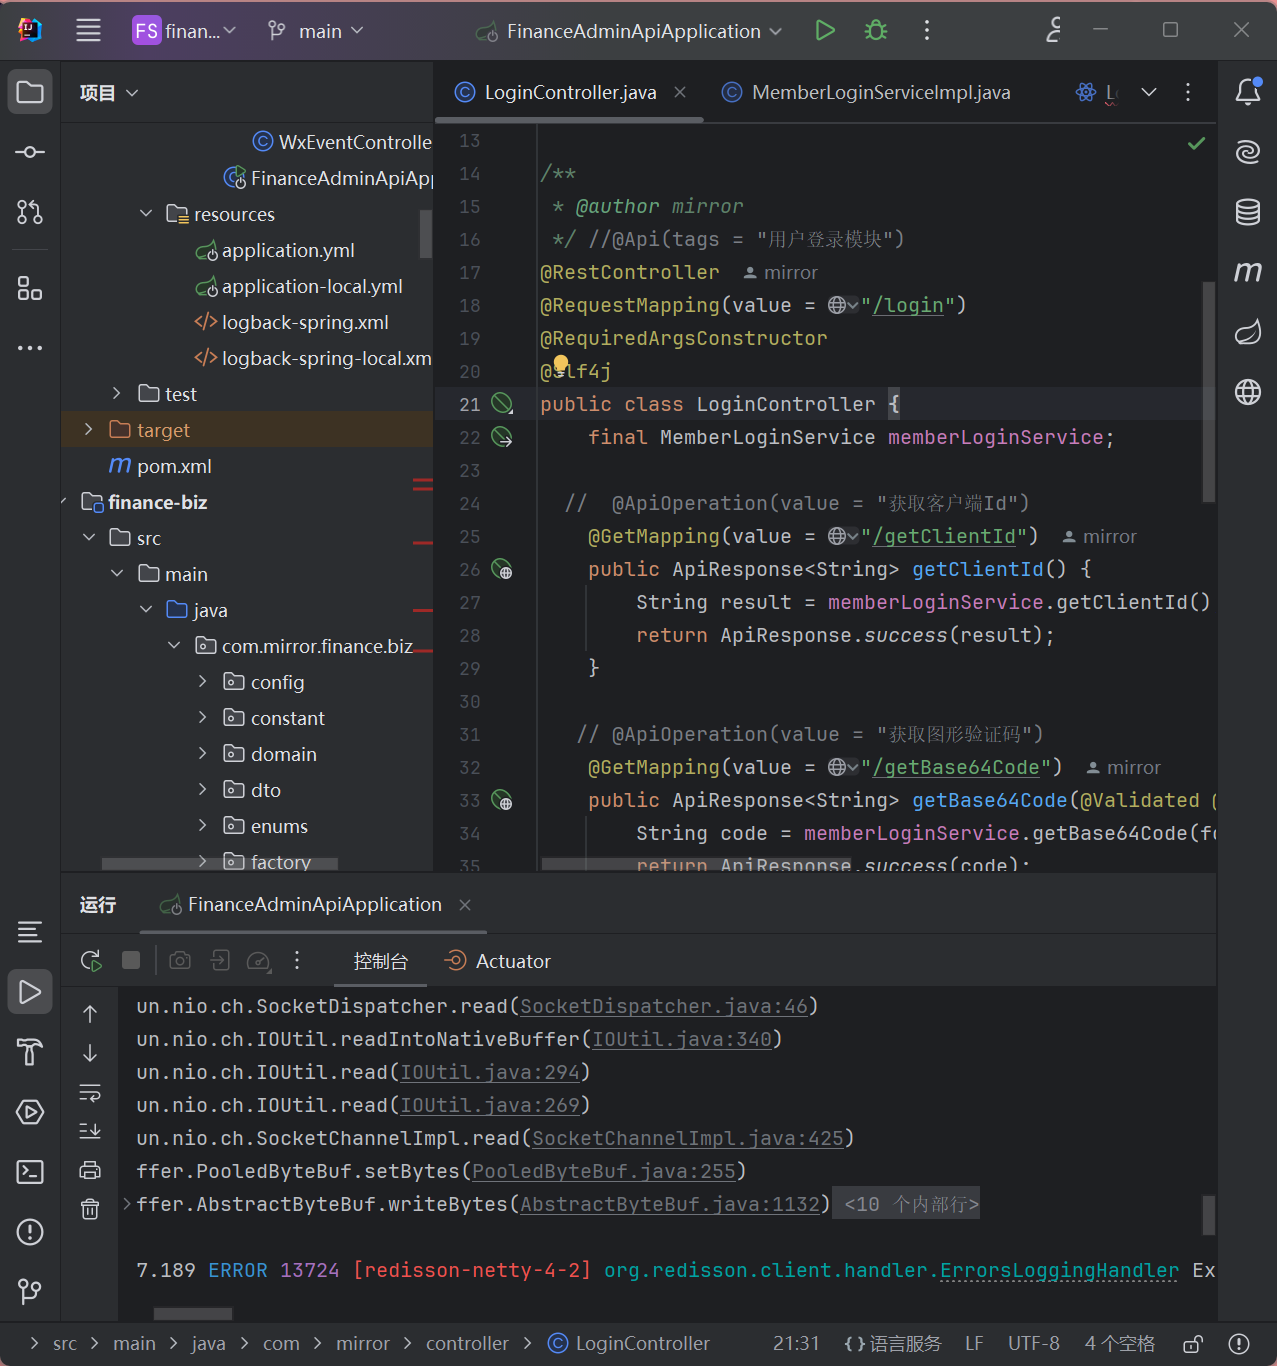 FS finan...
main
FinanceAdminApiApplication
项目
WxEventControlle
FinanceAdminApiApp
resources
application.yml
application-local.yml
logback-spring.xml
logback-spring-local.xm
test
target
pom.xml
finance-biz
src
main
java
com.mirror.finance.biz
config
constant
domain
dto
enums
factory
LoginController.java
MemberLoginServiceImpl.java
13
14 /**
15 * @author mirror
16 */ //@Api(tags = "用户登录模块")
17 @RestController mirror
18 @RequestMapping(value = "/login")
19 @RequiredArgsConstructor
20 @Slf4j
21 public class LoginController {
22 final MemberLoginService memberLoginService;
23
24 // @ApiOperation(value = "获取客户端Id")
25 @GetMapping(value = "/getClientId") mirror
26 public ApiResponse<String> getClientId() {
27 String result = memberLoginService.getClientId()
28 return ApiResponse.success(result);
29 }
30
31 // @ApiOperation(value = "获取图形验证码")
32 @GetMapping(value = "/getBase64Code") mirror
33 public ApiResponse<String> getBase64Code(@Validated @
34 String code = memberLoginService.getBase64Code(fo
35 return ApiResponse.success(code);
运行
FinanceAdminApiApplication
控制台
Actuator
un.nio.ch.SocketDispatcher.read(SocketDispatcher.java:46)
un.nio.ch.IOUtil.readIntoNativeBuffer(IOUtil.java:340)
un.nio.ch.IOUtil.read(IOUtil.java:294)
un.nio.ch.IOUtil.read(IOUtil.java:269)
un.nio.ch.SocketChannelImpl.read(SocketChannelImpl.java:425)
ffer.PooledByteBuf.setBytes(PooledByteBuf.java:255)
ffer.AbstractByteBuf.writeBytes(AbstractByteBuf.java:1132) <10 个内部行>
7.189 ERROR 13724 [redisson-netty-4-2] org.redisson.client.handler.ErrorsLoggingHandler Ex
src > main > java > com > mirror > controller > LoginController
21:31
语言服务
LF
UTF-8
4 个空格